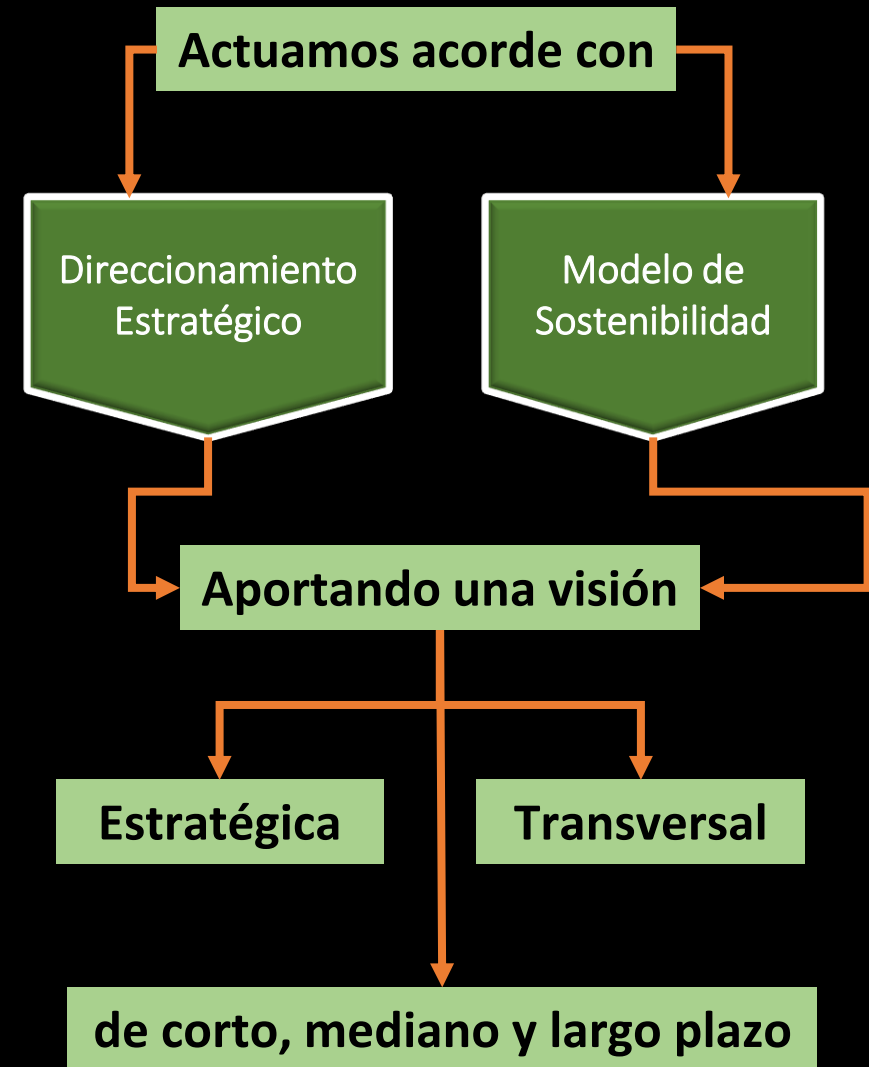 Actuamos acorde con
Direccionamiento
Estratégico
Modelo de
Sostenibilidad
Aportando una visión
Estratégica
Transversal
de corto, mediano y largo plazo